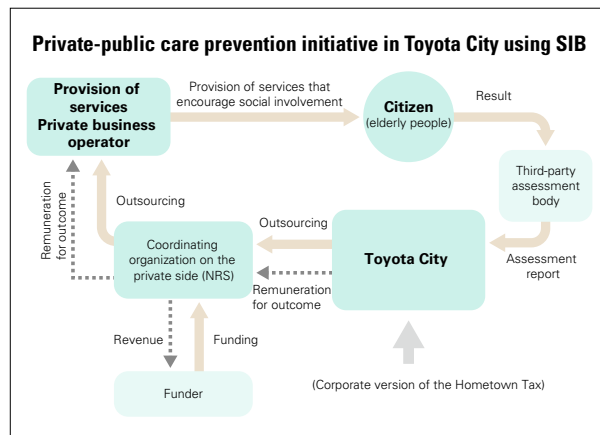 Private-public care prevention initiative in Toyota City using SIB
Provision of
services
Private business
operator
Provision of services that
encourage social involvement
Citizen
(elderly people)
Result
Third-party
assessment
body
Remuneration
for outcome
Outsourcing
Coordinating
organization on the
private side (NRS)
Outsourcing
Remuneration
for outcome
Toyota City
Assessment
report
Revenue
Funding
Funder
(Corporate version of the Hometown Tax)